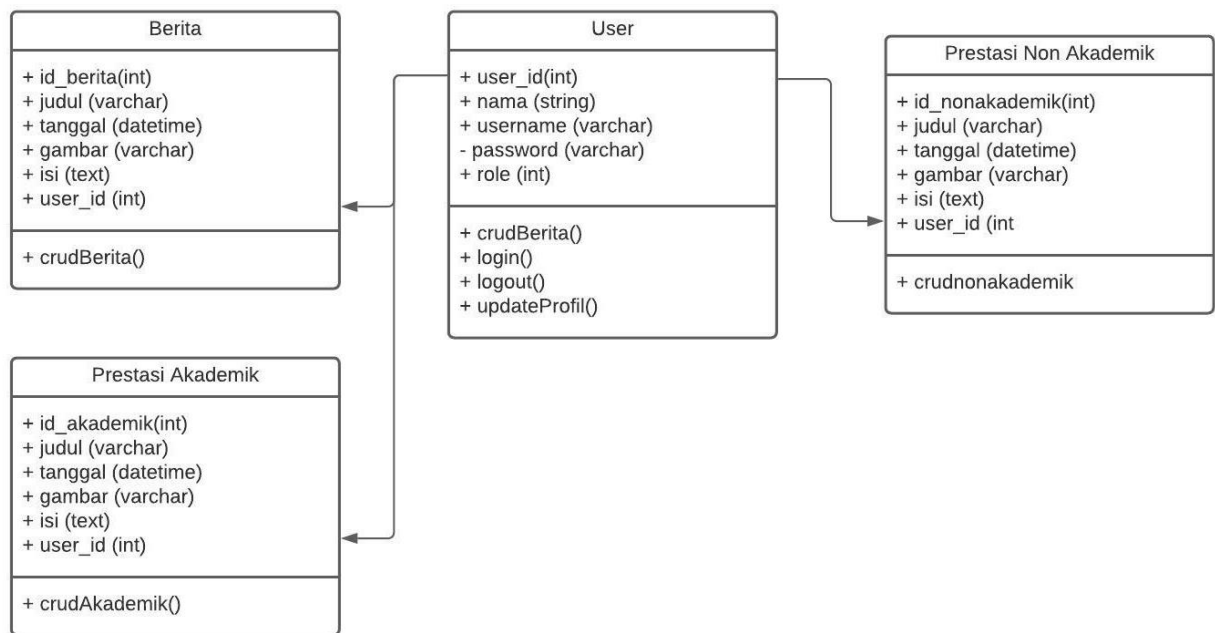 Berita
+ id_berita(int)
+ judul (varchar)
+ tanggal (datetime)
+ gambar (varchar)
+ isi (text)
+ user_id (int)
+ crudBerita()
User
+ user_id(int)
+ nama (string)
+ username (varchar)
- password (varchar)
+ role (int)
+ crudBerita()
+ login()
+ logout()
+ updateProfil()
Prestasi Non Akademik
+ id_nonakademik(int)
+ judul (varchar)
+ tanggal (datetime)
+ gambar (varchar)
+ isi (text)
+ user_id (int
+ crudnonakademik
Prestasi Akademik
+ id_akademik(int)
+ judul (varchar)
+ tanggal (datetime)
+ gambar (varchar)
+ isi (text)
+ user_id (int)
+ crudAkademik()